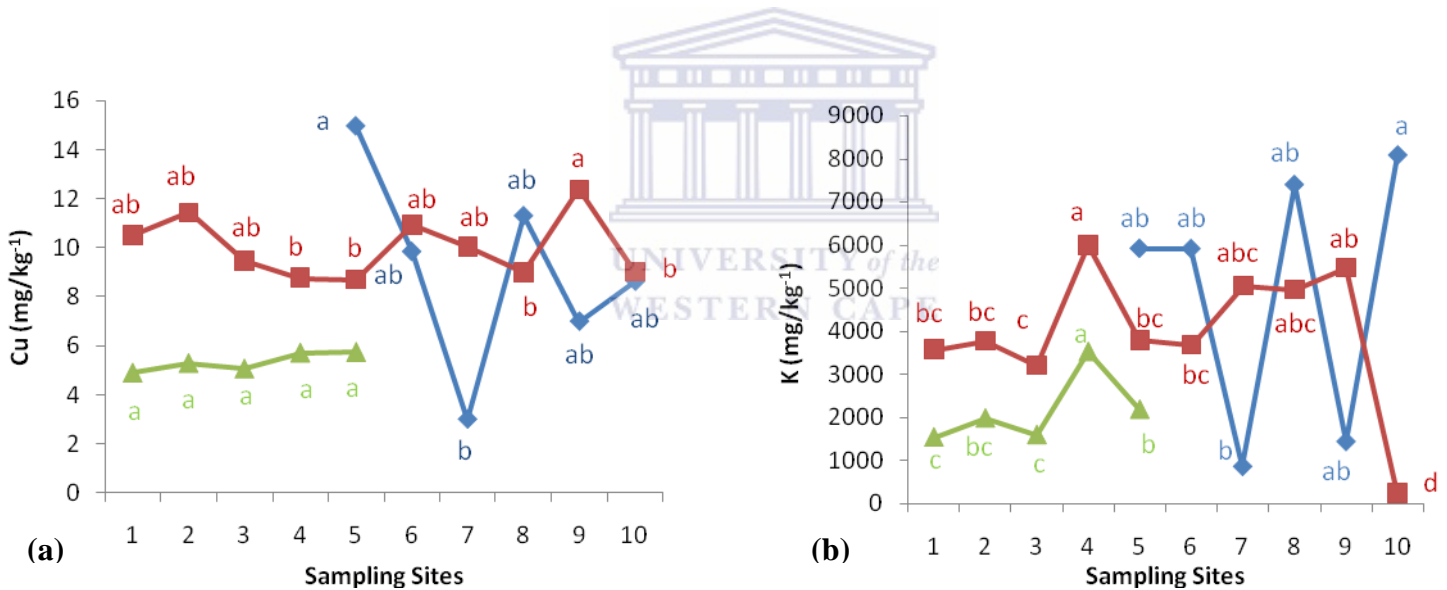 UNIVERSITY of the
WESTERN CAPE
Cu (mg/kg-1)
16
14
12
10
8
6
4
2
0
a
ab
ab
ab
b
b
ab
ab
ab
a
ab
b
b
ab
ab
b
a
a
a
a
a
1 2 3 4 5 6 7 8 9 10
(a)
Sampling Sites
K (mg/kg-1)
9000
8000
7000
6000
5000
4000
3000
2000
1000
0
a
ab
a
ab
ab
abc
ab
bc
bc
c
bc
bc
abc
a
c
bc
c
b
b
ab
d
1 2 3 4 5 6 7 8 9 10
(b)
Sampling Sites